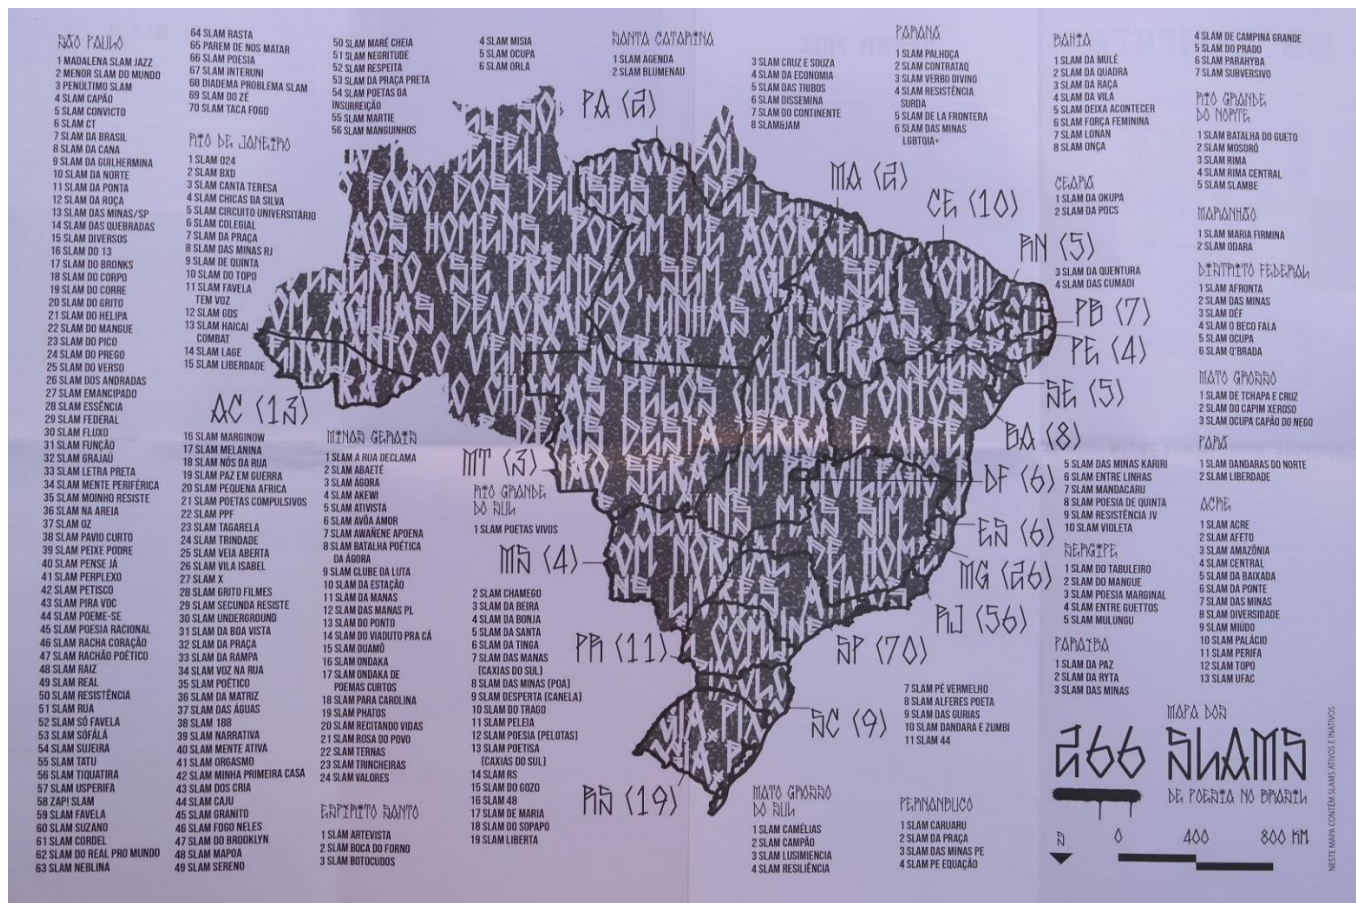 SÃO PAULO
1 MADALENA SLAM JAZZ
2 MENOR SLAM DO MUNDO
3 PENÚLTIMO SLAM
4 SLAM CAPÃO
5 SLAM CONVICTO
6 SLAM CT
7 SLAM DA BRASIL
8 SLAM DA CANA
9 SLAM DA GUILHERMINA
10 SLAM DA NORTE
11 SLAM DA PONTA
12 SLAM DA ROÇA
13 SLAM DAS MINAS/SP
14 SLAM DAS QUEBRADAS
15 SLAM DIVERSOS
16 SLAM DO 13
17 SLAM DO BRONKS
18 SLAM DO CORPO
19 SLAM DO CORRE
20 SLAM DO GRITO
21 SLAM DO HELIPA
22 SLAM DO MANGUE
23 SLAM DO PICO
24 SLAM DO PREGO
25 SLAM DO VERSO
26 SLAM DOS ANDRADAS
27 SLAM EMANCIPADO
28 SLAM ESSÊNCIA
29 SLAM FEDERAL
30 SLAM FLUXO
31 SLAM FUNÇÃO
32 SLAM GRAJAÚ
33 SLAM LETRA PRETA
34 SLAM MENTE PERIFÉRICA
35 SLAM MOINHO RESISTE
36 SLAM NA AREIA
37 SLAM OZ
38 SLAM PAVIO CURTO
39 SLAM PEIXE PODRE
40 SLAM PENSE JÁ
41 SLAM PERPLEXO
42 SLAM PETISCO
43 SLAM PIRA VDC
44 SLAM POEME-SE
45 SLAM POESIA RACIONAL
46 SLAM RACHA CORAÇÃO
47 SLAM RACHÃO POÉTICO
48 SLAM RAIZ
49 SLAM REAL
50 SLAM RESISTÊNCIA
51 SLAM RUA
52 SLAM SÓ FAVELA
53 SLAM SÓFÁLÁ
54 SLAM SUJEIRA
55 SLAM TATU
56 SLAM TIQUATIRA
57 SLAM USPERIFA
58 ZAP! SLAM
59 SLAM FAVELA
60 SLAM SUZANO
61 SLAM CORDEL
62 SLAM DO REAL PRO MUNDO
63 SLAM NEBLINA
64 SLAM RASTA
65 PAREM DE NOS MATAR
66 SLAM POESIA
67 SLAM INTERUNI
68 DIADEMA PROBLEMA SLAM
69 SLAM DO ZÉ
70 SLAM TACA FOGO
RIO DE JANEIRO
1 SLAM 024
2 SLAM BXD
3 SLAM CANTA TERESA
4 SLAM CHICAS DA SILVA
5 SLAM CIRCUITO UNIVERSITÁRIO
6 SLAM COLEGIAL
7 SLAM DA PRAÇA
8 SLAM DAS MINAS RJ
9 SLAM DE QUINTA
10 SLAM DO TOPO
11 SLAM FAVELA
TEM VOZ
12 SLAM GDS
13 SLAM HAICAI
COMBAT
14 SLAM LAGE
15 SLAM LIBERDADE
16 SLAM MARGINOW
17 SLAM MELANINA
18 SLAM NÓS DA RUA
19 SLAM PAZ EM GUERRA
20 SLAM PEQUENA AFRICA
21 SLAM POETAS COMPULSIVOS
22 SLAM PPF
23 SLAM TAGARELA
24 SLAM TRINDADE
25 SLAM VEIA ABERTA
26 SLAM VILA ISABEL
27 SLAM X
28 SLAM GRITO FILMES
29 SLAM SECUNDA RESISTE
30 SLAM UNDERGROUND
31 SLAM DA BOA VISTA
32 SLAM DA PRAÇA
33 SLAM DA RAMPA
34 SLAM VOZ NA RUA
35 SLAM POÉTICO
36 SLAM DA MATRIZ
37 SLAM DAS ÁGUAS
38 SLAM 188
39 SLAM NARRATIVA
40 SLAM MENTE ATIVA
41 SLAM ORGASMO
42 SLAM MINHA PRIMEIRA CASA
43 SLAM DOS CRIA
44 SLAM CAJU
45 SLAM GRANITO
46 SLAM FOGO NELES
47 SLAM DO BROOKLYN
48 SLAM MAPOA
49 SLAM SERENO
50 SLAM MARÉ CHEIA
51 SLAM NEGRITUDE
52 SLAM RESPEITA
53 SLAM DA PRAÇA PRETA
54 SLAM POETAS DA
INSURREIÇÃO
55 SLAM MARTIE
56 SLAM MANGUINHOS
MINAS GERAIS
1 SLAM A RUA DECLAMA
2 SLAM ABAETÉ
3 SLAM ÁGORA
4 SLAM AKEWI
5 SLAM ATIVISTA
6 SLAM AVÔA AMOR
7 SLAM AWAÑENE APOENA
8 SLAM BATALHA POÉTICA
DA ÁGORA
9 SLAM CLUBE DA LUTA
10 SLAM DA ESTAÇÃO
11 SLAM DA MANAS
12 SLAM DAS MANAS PL
13 SLAM DO PONTO
14 SLAM DO VIADUTO PRA CÁ
15 SLAM DUAMÔ
16 SLAM ONDAKA
17 SLAM ONDAKA DE
POEMAS CURTOS
18 SLAM PARA CAROLINA
19 SLAM PHATOS
20 SLAM RECITANDO VIDAS
21 SLAM ROSA DO POVO
22 SLAM TERNAS
23 SLAM TRINCHEIRAS
24 SLAM VALORES
ESPÍRITO SANTO
1 SLAM ARTEVISTA
2 SLAM BOCA DO FORNO
3 SLAM BOTOCUDOS
4 SLAM MISIA
5 SLAM OCUPA
6 SLAM ORLA
RIO GRANDE
DO SUL
1 SLAM POETAS VIVOS
2 SLAM CHAMEGO
3 SLAM DA BEIRA
4 SLAM DA BONJA
5 SLAM DA SANTA
6 SLAM DA TINGA
7 SLAM DAS MANAS
(CAXIAS DO SUL)
8 SLAM DAS MINAS (POA)
9 SLAM DESPERTA (CANELA)
10 SLAM DO TRAGO
11 SLAM PELEIA
12 SLAM POESIA (PELOTAS)
13 SLAM POETISA
(CAXIAS DO SUL)
14 SLAM RS
15 SLAM DO GOZO
16 SLAM 48
17 SLAM DE MARIA
18 SLAM DO SOPAPO
19 SLAM LIBERTA
SANTA CATARINA
1 SLAM AGENDA
2 SLAM BLUMENAU
3 SLAM CRUZ E SOUZA
4 SLAM DA ECONOMIA
5 SLAM DAS TRIBOS
6 SLAM DISSEMINA
7 SLAM DO CONTINENTE
8 SLAM&JAM
PARANÁ
1 SLAM PALHOÇA
2 SLAM CONTRATAQ
3 SLAM VERBO DIVINO
4 SLAM RESISTÊNCIA
SURDA
5 SLAM DE LA FRONTERA
6 SLAM DAS MINAS
LGBTQIA+
7 SLAM PÉ VERMELHO
8 SLAM ALFERES POETA
9 SLAM DAS GURIAS
10 SLAM DANDARA E ZUMBI
11 SLAM 44
PA (2)
MA (2)
CE (10)
RN (5)
PB (7)
PE (4)
SE (5)
BA (8)
DF (6)
ES (6)
MG (26)
RJ (56)
SP (70)
SC (9)
RS (19)
PR (11)
MS (4)
MT (3)
AC (13)
FOGO DOS DEUSES E DEU
AOS HOMENS. PODEM ME ACORRENTAR
(SE PRENDE) SEM ÁGUA SEM COMIDA
COM ÁGUIAS DEVORANDO MINHAS VÍSCERAS.
ENQUANTO O VENTO SOPRAR A CULTURA
CHAMAS PELOS QUATRO PONTOS
DESTA TERRA E ARTE
NÃO SERÁ UM PRIVILÉGIO
ALGUNS MAS SIM
MATO GROSSO
DO SUL
1 SLAM CAMÉLIAS
2 SLAM CAMPÃO
3 SLAM LUSIMIENCIA
4 SLAM RESILIÊNCIA
PERNANBUCO
1 SLAM CARUARU
2 SLAM DA PRAÇA
3 SLAM DAS MINAS PE
4 SLAM PE EQUAÇÃO
BAHIA
1 SLAM DA MULÉ
2 SLAM DA QUADRA
3 SLAM DA RAÇA
4 SLAM DA VILA
5 SLAM DEIXA ACONTECER
6 SLAM FORÇA FEMININA
7 SLAM LONAN
8 SLAM ONÇA
CEARÁ
1 SLAM DA OKUPA
2 SLAM DA POCS
3 SLAM DA QUENTURA
4 SLAM DAS CUMADI
5 SLAM DAS MINAS KARIRI
6 SLAM ENTRE LINHAS
7 SLAM MANDACARU
8 SLAM POESIA DE QUINTA
9 SLAM RESISTÊNCIA JV
10 SLAM VIOLETA
SERGIPE
1 SLAM DO TABULEIRO
2 SLAM DO MANGUE
3 SLAM POESIA MARGINAL
4 SLAM ENTRE GUETTOS
5 SLAM MULUNGU
PARAÍBA
1 SLAM DA PAZ
2 SLAM DA RYTA
3 SLAM DAS MINAS
4 SLAM DE CAMPINA GRANDE
5 SLAM DO PRADO
6 SLAM PARAHYBA
7 SLAM SUBVERSIVO
RIO GRANDE
DO NORTE
1 SLAM BATALHA DO GUETO
2 SLAM MOSORÓ
3 SLAM RIMA
4 SLAM RIMA CENTRAL
5 SLAM SLAMBE
MARANHÃO
1 SLAM MARIA FIRMINA
2 SLAM ODARA
DISTRITO FEDERAL
1 SLAM AFRONTA
2 SLAM DAS MINAS
3 SLAM DÉF
4 SLAM O BECO FALA
5 SLAM OCUPA
6 SLAM Q'BRADA
MATO GROSSO
1 SLAM DE TCHAPA E CRUZ
2 SLAM DO CAPIM XEROSO
3 SLAM OCUPA CAPÃO DO NEGO
PARÁ
1 SLAM DANDARAS DO NORTE
2 SLAM LIBERDADE
ACRE
1 SLAM ACRE
2 SLAM AFETO
3 SLAM AMAZÔNIA
4 SLAM CENTRAL
5 SLAM DA BAIXADA
6 SLAM DA PONTE
7 SLAM DAS MINAS
8 SLAM DIVERSIDADE
9 SLAM MIÚDO
10 SLAM PALÁCIO
11 SLAM PERIFA
12 SLAM TOPO
13 SLAM UFAC
MAPA DOS
266 SLAMS
DE POESIA NO BRASIL
N 0 400 800 KM
NESTE MAPA CONTÉM SLAMS ATIVOS E INATIVOS